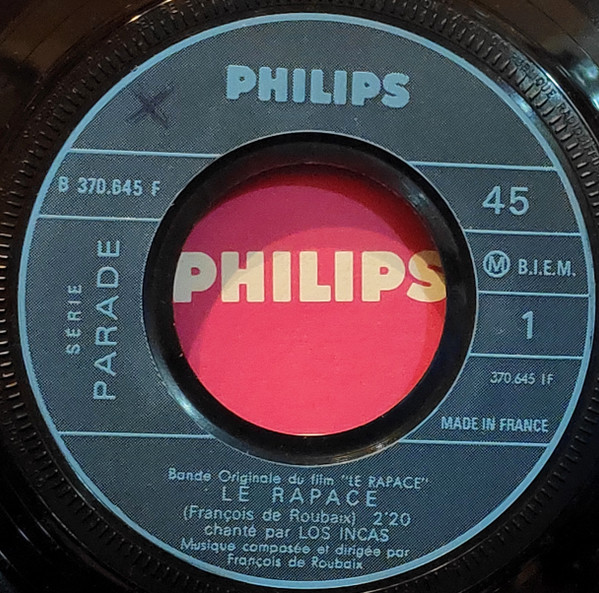 PHILIPS
B 370.645 F
45
SÉRIE
PARADE
PHILIPS
M B.I.E.M.
1
370.645 1F
MADE IN FRANCE
Bande Originale du film "LE RAPACE"
LE RAPACE
(François de Roubaix) 2'20
chanté par LOS INCAS
Musique composée et dirigée par
François de Roubaix